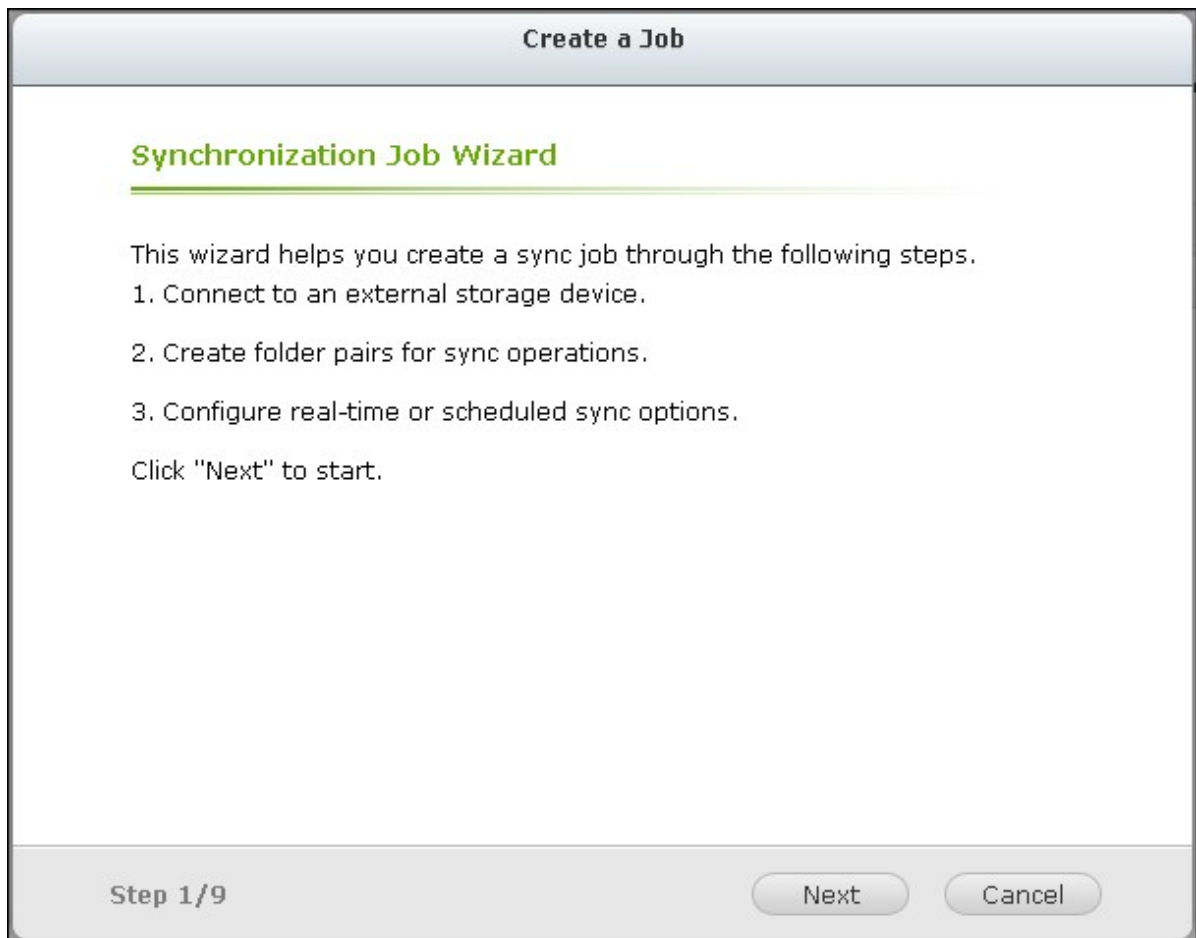 Create a Job
Synchronization Job Wizard
This wizard helps you create a sync job through the following steps.
1. Connect to an external storage device.
2. Create folder pairs for sync operations.
3. Configure real-time or scheduled sync options.
Click "Next" to start.
Step 1/9
Next
Cancel